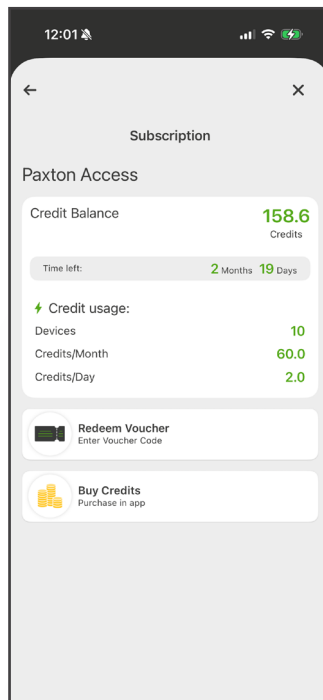 12:01
Subscription
Paxton Access
Credit Balance
158.6
Credits
Time left:
2 Months 19 Days
Credit usage:
Devices
10
Credits/Month
60.0
Credits/Day
2.0
Redeem Voucher
Enter Voucher Code
Buy Credits
Purchase in app